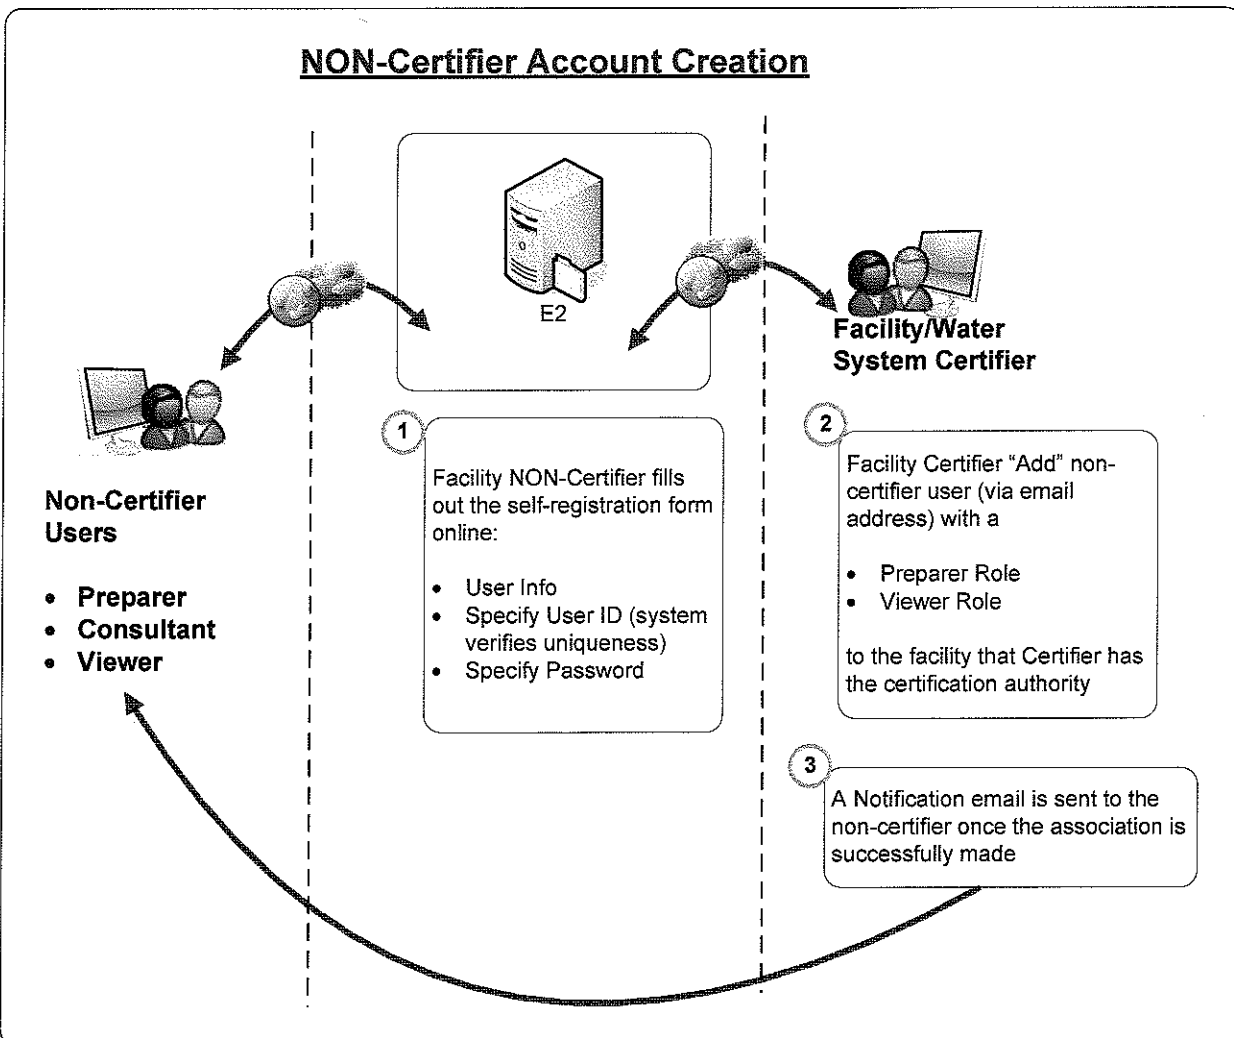 NON-Certifier Account Creation
E2
Facility/Water
System Certifier
Non-Certifier
Users
• Preparer
• Consultant
• Viewer
1
Facility NON-Certifier fills
out the self-registration form
online:
• User Info
• Specify User ID (system
verifies uniqueness)
• Specify Password
2
Facility Certifier “Add” non-
certifier user (via email
address) with a
• Preparer Role
• Viewer Role
to the facility that Certifier has
the certification authority
3
A Notification email is sent to the
non-certifier once the association is
successfully made